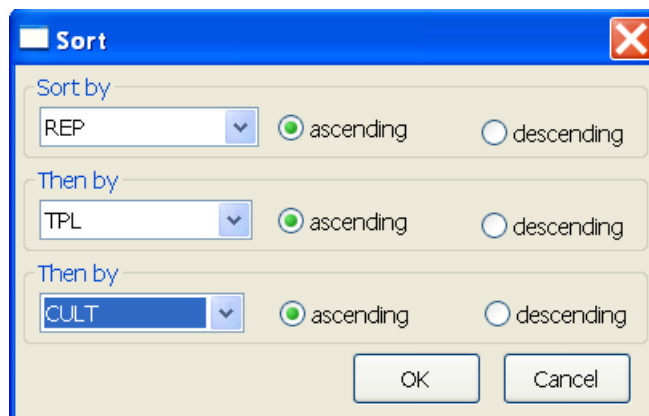 Sort
Sort by
REP ascending descending
Then by
TPL ascending descending
Then by
CULT ascending descending
OK Cancel